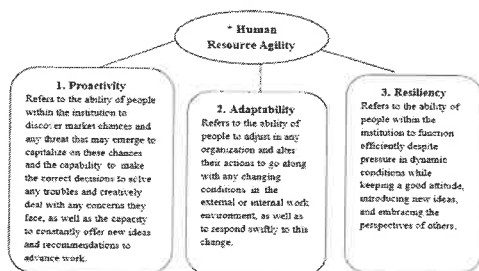 * Human
Resource Agility
1. Proactivity
Refers to the ability of people
within the institution to
discover market chances and
any threat that may emerge to
capitalize on these chances
and the capability to make
the correct decisions to solve
any troubles and creatively
deal with any concerns they
face, as well as the capacity
to constantly offer new ideas
and recommendations to
advance work.
2. Adaptability
Refers to the ability of
people to adjust in any
organization and alter
their actions to go along
with any changing
conditions in the
external or internal work
environment, as well as
to respond swiftly to this
change.
3. Resiliency
Refers to the ability of
people within the
institution to function
efficiently despite
pressure in dynamic
conditions while
keeping a good attitude,
introducing new ideas,
and embracing the
perspectives of others.